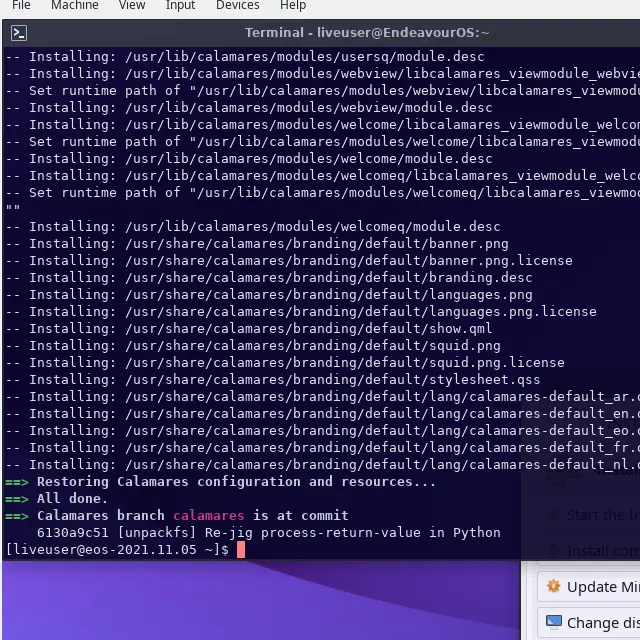 File Machine View Input Devices Help
Terminal - liveuser@EndeavourOS:~
-- Installing: /usr/lib/calamares/modules/usersq/module.desc
-- Installing: /usr/lib/calamares/modules/webview/libcalamares_viewmodule_webvie
-- Set runtime path of "/usr/lib/calamares/modules/webview/libcalamares_viewmodu
-- Installing: /usr/lib/calamares/modules/webview/module.desc
-- Installing: /usr/lib/calamares/modules/welcome/libcalamares_viewmodule_welcom
-- Set runtime path of "/usr/lib/calamares/modules/welcome/libcalamares_viewmodu
-- Installing: /usr/lib/calamares/modules/welcome/module.desc
-- Installing: /usr/lib/calamares/modules/welcomeq/libcalamares_viewmodule_welco
-- Set runtime path of "/usr/lib/calamares/modules/welcomeq/libcalamares_viewmod
""
-- Installing: /usr/lib/calamares/modules/welcomeq/module.desc
-- Installing: /usr/share/calamares/branding/default/banner.png
-- Installing: /usr/share/calamares/branding/default/banner.png.license
-- Installing: /usr/share/calamares/branding/default/branding.desc
-- Installing: /usr/share/calamares/branding/default/languages.png
-- Installing: /usr/share/calamares/branding/default/languages.png.license
-- Installing: /usr/share/calamares/branding/default/show.qml
-- Installing: /usr/share/calamares/branding/default/squid.png
-- Installing: /usr/share/calamares/branding/default/squid.png.license
-- Installing: /usr/share/calamares/branding/default/stylesheet.qss
-- Installing: /usr/share/calamares/branding/default/lang/calamares-default_ar.q
-- Installing: /usr/share/calamares/branding/default/lang/calamares-default_en.q
-- Installing: /usr/share/calamares/branding/default/lang/calamares-default_eo.q
-- Installing: /usr/share/calamares/branding/default/lang/calamares-default_fr.q
-- Installing: /usr/share/calamares/branding/default/lang/calamares-default_nl.q
==> Restoring Calamares configuration and resources...
==> All done.
==> Calamares branch calamares is at commit
6130a9c51 [unpackfs] Re-jig process-return-value in Python
[liveuser@eos-2021.11.05 ~]$
Start the In
Install com
Update Mir
Change dis